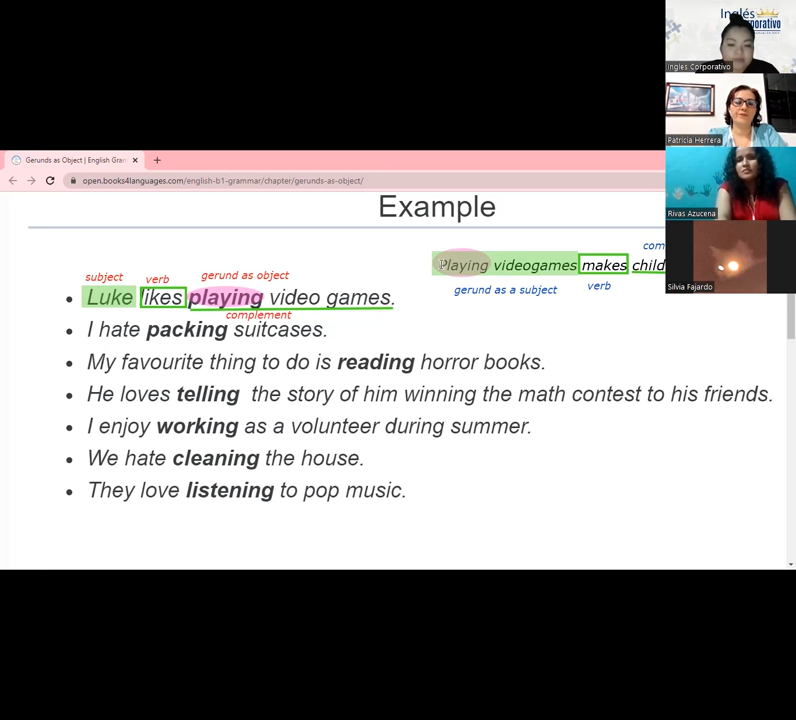 Inglés
Corporativo
Ingles Corporativo
Patricia Herrera
Rivas Azucena
Silvia Fajardo
Gerunds as Object | English Gran
open.books4languages.com/english-b1-grammar/chapter/gerunds-as-object/
Example
com
Playing videogames makes child
gerund as a subject verb
subject verb gerund as object
Luke likes playing video games.
complement
I hate packing suitcases.
My favourite thing to do is reading horror books.
He loves telling the story of him winning the math contest to his friends.
I enjoy working as a volunteer during summer.
We hate cleaning the house.
They love listening to pop music.